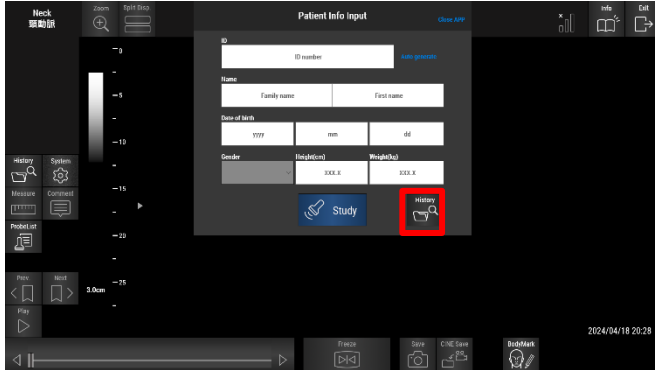 Neck
頸動脈
Zoom
Split Disp
Patient Info Input
Close APP
Info
Exit
ID
ID number
Auto generate
Name
Family name
First name
Date of birth
yyyy
mm
dd
Gender
Height(cm)
Weight(kg)
xxx.x
xxx.x
Study
History
0
5
10
15
20
25
History
System
Measure
Comment
ProbeList
Prev.
Next
3.0cm
Play
2024/04/18 20:28
Freeze
Save
CINE Save
BodyMark